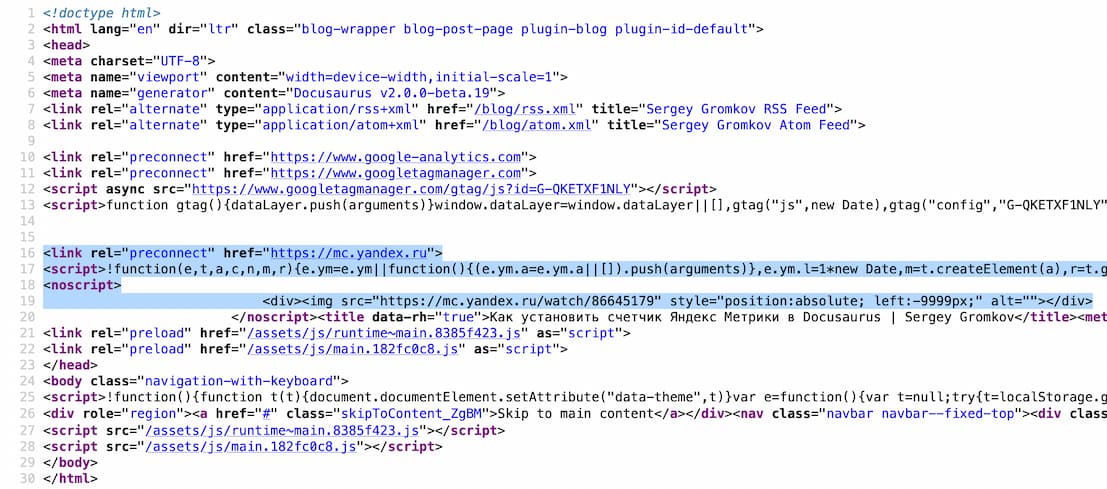 1 <!doctype html>
2 <html lang="en" dir="ltr" class="blog-wrapper blog-post-page plugin-blog plugin-id-default">
3 <head>
4 <meta charset="UTF-8">
5 <meta name="viewport" content="width=device-width,initial-scale=1">
6 <meta name="generator" content="Docusaurus v2.0.0-beta.19">
7 <link rel="alternate" type="application/rss+xml" href="/blog/rss.xml" title="Sergey Gromkov RSS Feed">
8 <link rel="alternate" type="application/atom+xml" href="/blog/atom.xml" title="Sergey Gromkov Atom Feed">
9
10 <link rel="preconnect" href="https://www.google-analytics.com">
11 <link rel="preconnect" href="https://www.googletagmanager.com">
12 <script async src="https://www.googletagmanager.com/gtag/js?id=G-QKETXF1NLY"></script>
13 <script>function gtag(){dataLayer.push(arguments)}window.dataLayer=window.dataLayer||[],gtag("js",new Date),gtag("config","G-QKETXF1NLY"
14
15
16 <link rel="preconnect" href="https://mc.yandex.ru">
17 <script>!function(e,t,a,c,n,m,r){e.ym=e.ym||function(){(e.ym.a=e.ym.a||[]).push(arguments)},e.ym.l=1*new Date,m=t.createElement(a),r=t.g
18 <noscript>
19 <div><img src="https://mc.yandex.ru/watch/86645179" style="position:absolute; left:-9999px;" alt=""></div>
20 </noscript><title data-rh="true">Как установить счетчик Яндекс Метрики в Docusaurus | Sergey Gromkov</title><met
21 <link rel="preload" href="/assets/js/runtime~main.8385f423.js" as="script">
22 <link rel="preload" href="/assets/js/main.182fc0c8.js" as="script">
23 </head>
24 <body class="navigation-with-keyboard">
25 <script>!function(){function t(t){document.documentElement.setAttribute("data-theme",t)}var e=function(){var t=null;try{t=localStorage.g
26 <div role="region"><a href="#" class="skipToContent_ZgBM">Skip to main content</a></div><nav class="navbar navbar--fixed-top"><div clas
27 <script src="/assets/js/runtime~main.8385f423.js"></script>
28 <script src="/assets/js/main.182fc0c8.js"></script>
29 </body>
30 </html>